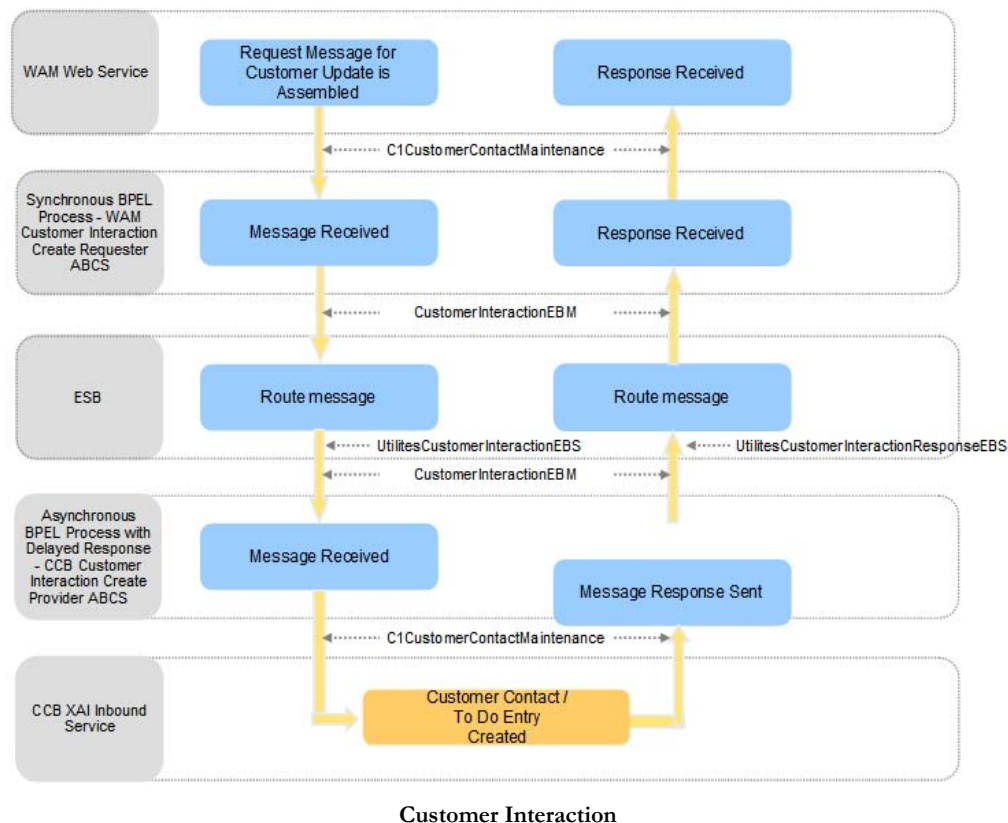 WAM Web Service
Request Message for
Customer Update is
Assembled
Response Received
C1CustomerContactMaintenance
Synchronous BPEL
Process - WAM
Customer Interaction
Create Requester
ABCS
Message Received
Response Received
CustomerInteractionEBM
ESB
Route message
Route message
UtilitesCustomerInteractionEBS
UtilitesCustomerInteractionResponseEBS
CustomerInteractionEBM
Asynchronous
BPEL Process with
Delayed Response
- CCB Customer
Interaction Create
Provider ABCS
Message Received
Message Response Sent
C1CustomerContactMaintenance
CCB XAI Inbound
Service
Customer Contact /
To Do Entry
Created
Customer Interaction